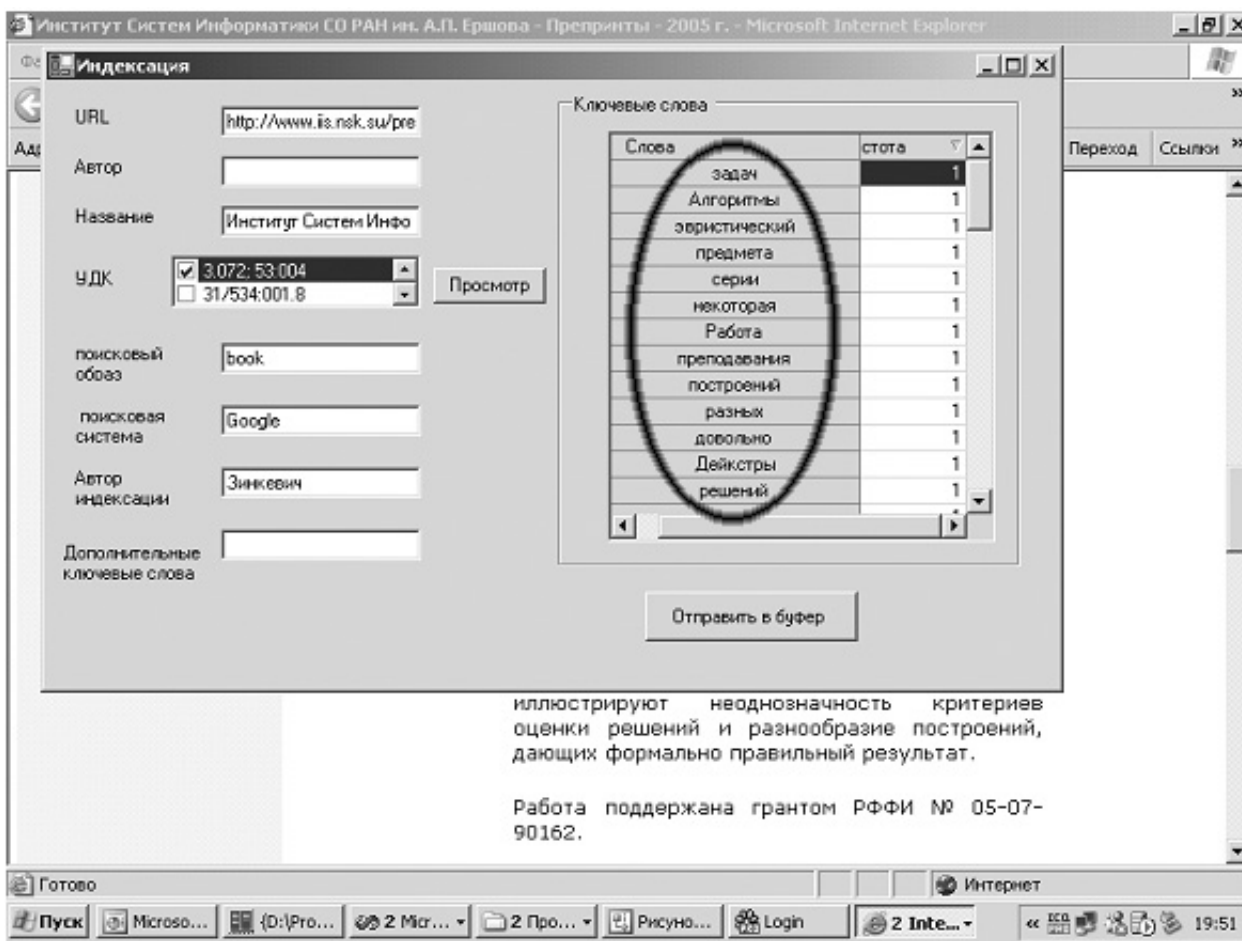 Институт Систем Информатики СО РАН им. А.П. Ершова - Препринты - 2005 г. - Microsoft Internet Explorer
Индексация
URL
http://www.iis.nsk.su/pre
Автор
Название
Институт Систем Инфо
УДК
3.072; 53:004
31/534:001.8
Просмотр
поисковый
обоаз
book
поисковая
система
Google
Автор
индексации
Зинкевич
Дополнительные
ключевые слова
Ключевые слова
Слова стота
задач 1
Алгоритмы 1
эвристический 1
предмета 1
серии 1
некоторая 1
Работа 1
преподавания 1
построений 1
разных 1
довольно 1
Дейкстры 1
решений 1
Отправить в буфер
Переход Ссылки »
иллюстрируют неоднозначность критериев
оценки решений и разнообразие построений,
дающих формально правильный результат.
Работа поддержана грантом РФФИ № 05-07-
90162.
Готово Интернет
Пуск Microso... {D:\Pro... 2 Micr... 2 Про... Рисуно... Login 2 Inte... « 19:51